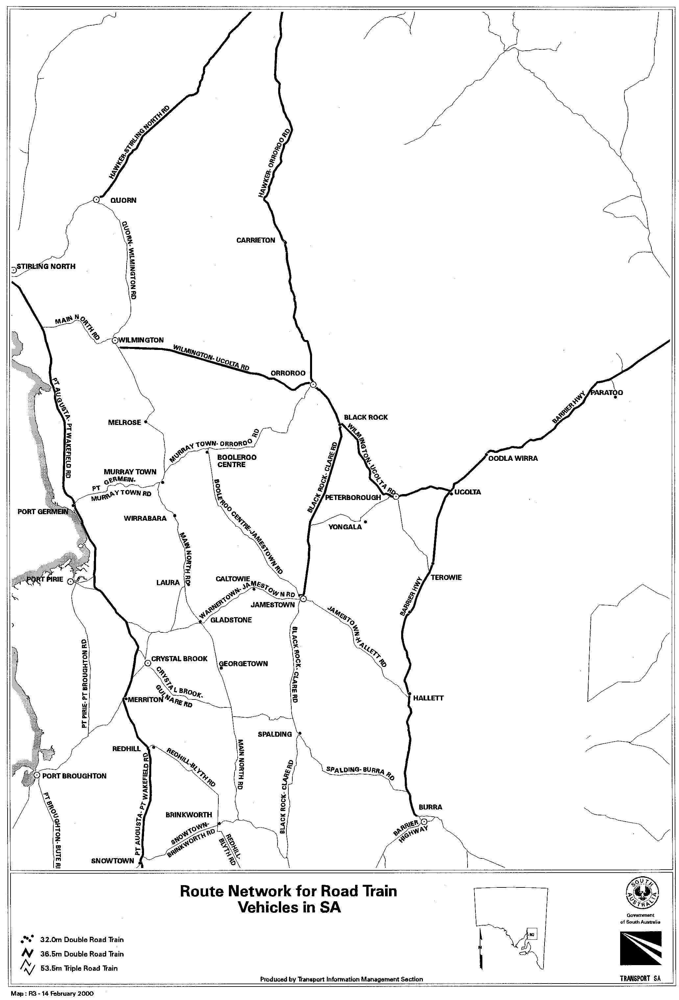 HAWKER-STIRLING NORTH RD
HAWKER-ORROROO RD
QUORN
QUORN-WILMINGTON RD
CARRIETON
STIRLING NORTH
MAIN NORTH RD
WILMINGTON
WILMINGTON-UCOLTA RD
ORROROO
PT AUGUSTA-PT WAKEFIELD RD
PARATOO
BARRIER HWY
BLACK ROCK
MELROSE
WILMINGTON-UCOLTA RD
MURRAY TOWN-ORROROO RD
BOOLEROO
CENTRE
BLACK ROCK-CLARE RD
OODLA WIRRA
MURRAY TOWN
PT GERMEIN-
MURRAY TOWN RD
BOOLEROO CENTRE-JAMESTOWN RD
PETERBOROUGH
UCOLTA
PORT GERMEIN
WIRRABARA
YONGALA
MAIN NORTH RD
PORT PIRIE
LAURA
CALTOWIE
TEROWIE
BARRIER HWY
WARNERTOWN-JAMESTOWN RD
JAMESTOWN
GLADSTONE
JAMESTOWN-HALLETT RD
BLACK ROCK-CLARE RD
PT PIRIE-PT BROUGHTON RD
CRYSTAL BROOK
GEORGETOWN
CRYSTAL BROOK-
GULNARE RD
MERRITON
HALLETT
SPALDING
REDHILL
REDHILL-BLYTH RD
MAIN NORTH RD
SPALDING-BURRA RD
PORT BROUGHTON
PT AUGUSTA-PT WAKEFIELD RD
BLACK ROCK-CLARE RD
PT BROUGHTON-BUTE RI
BURRA
BRINKWORTH
BARRIER
HIGHWAY
SNOWTOWN-
BRINKWORTH RD
REDHILL-
BLYTH RD
SNOWTOWN
Route Network for Road Train
Vehicles in SA
SOUTH
AUSTRALIA
Government
of South Australia
R3
N
32.0m Double Road Train
36.5m Double Road Train
53.5m Triple Road Train
Produced by Transport Information Management Section
TRANSPORT SA
Map : R3 - 14 February 2000